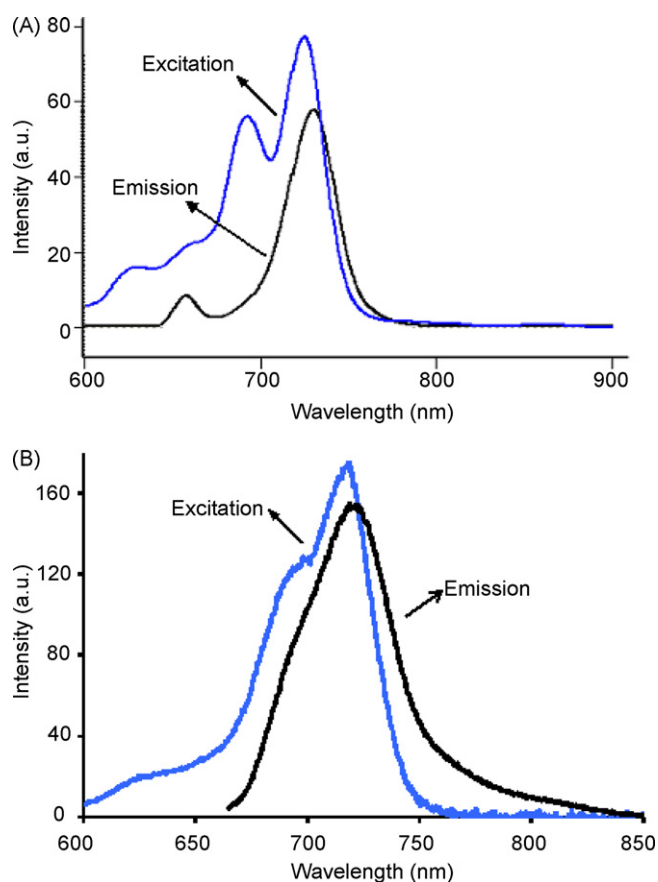 (A)
80
60
40
20
0
Intensity (a.u.)
Excitation
Emission
600
700
800
900
Wavelength (nm)
(B)
160
120
80
40
0
Intensity (a.u.)
Excitation
Emission
600
650
700
750
800
850
Wavelength (nm)